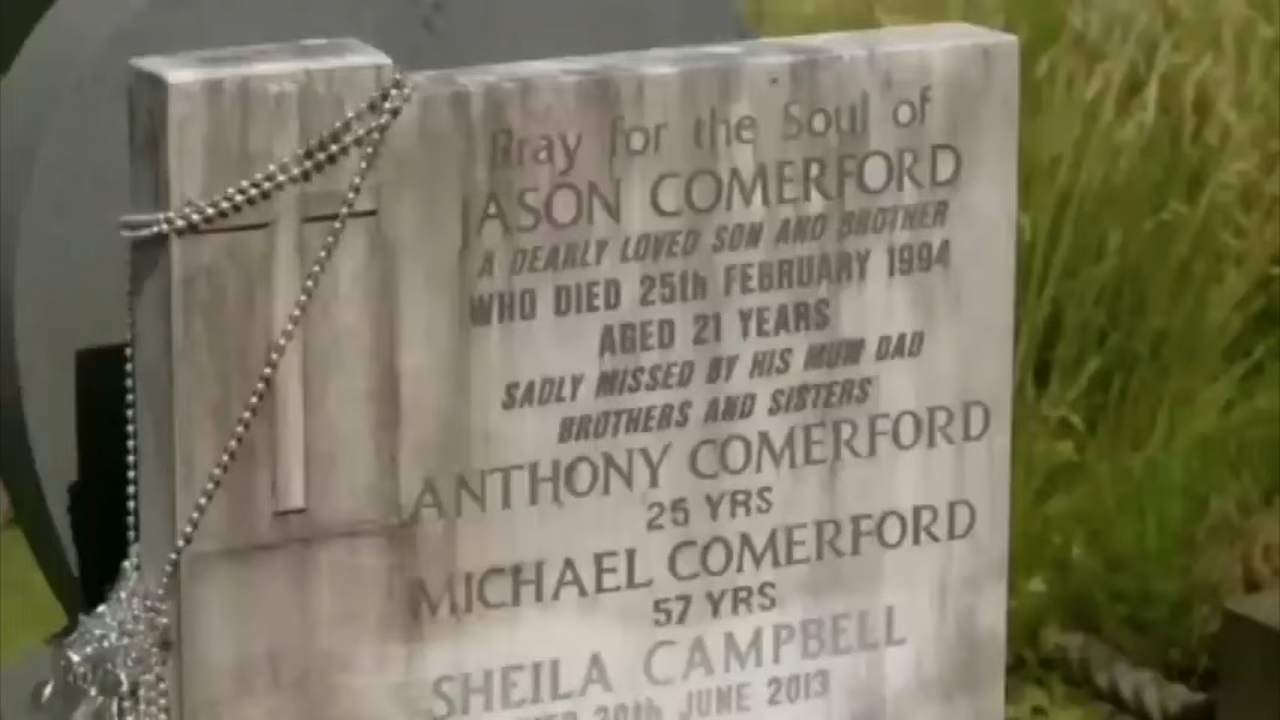 Pray for the Soul of
JASON COMERFORD
A DEARLY LOVED SON AND BROTHER
WHO DIED 25th FEBRUARY 1994
AGED 21 YEARS
SADLY MISSED BY HIS MUM DAD
BROTHERS AND SISTERS
ANTHONY COMERFORD
25 YRS
MICHAEL COMERFORD
57 YRS
SHEILA CAMPBELL
JUNE 2013